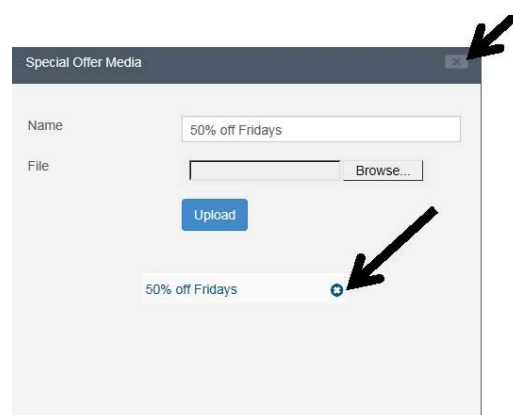 Special Offer Media
Name
50% off Fridays
File
Browse...
Upload
50% off Fridays